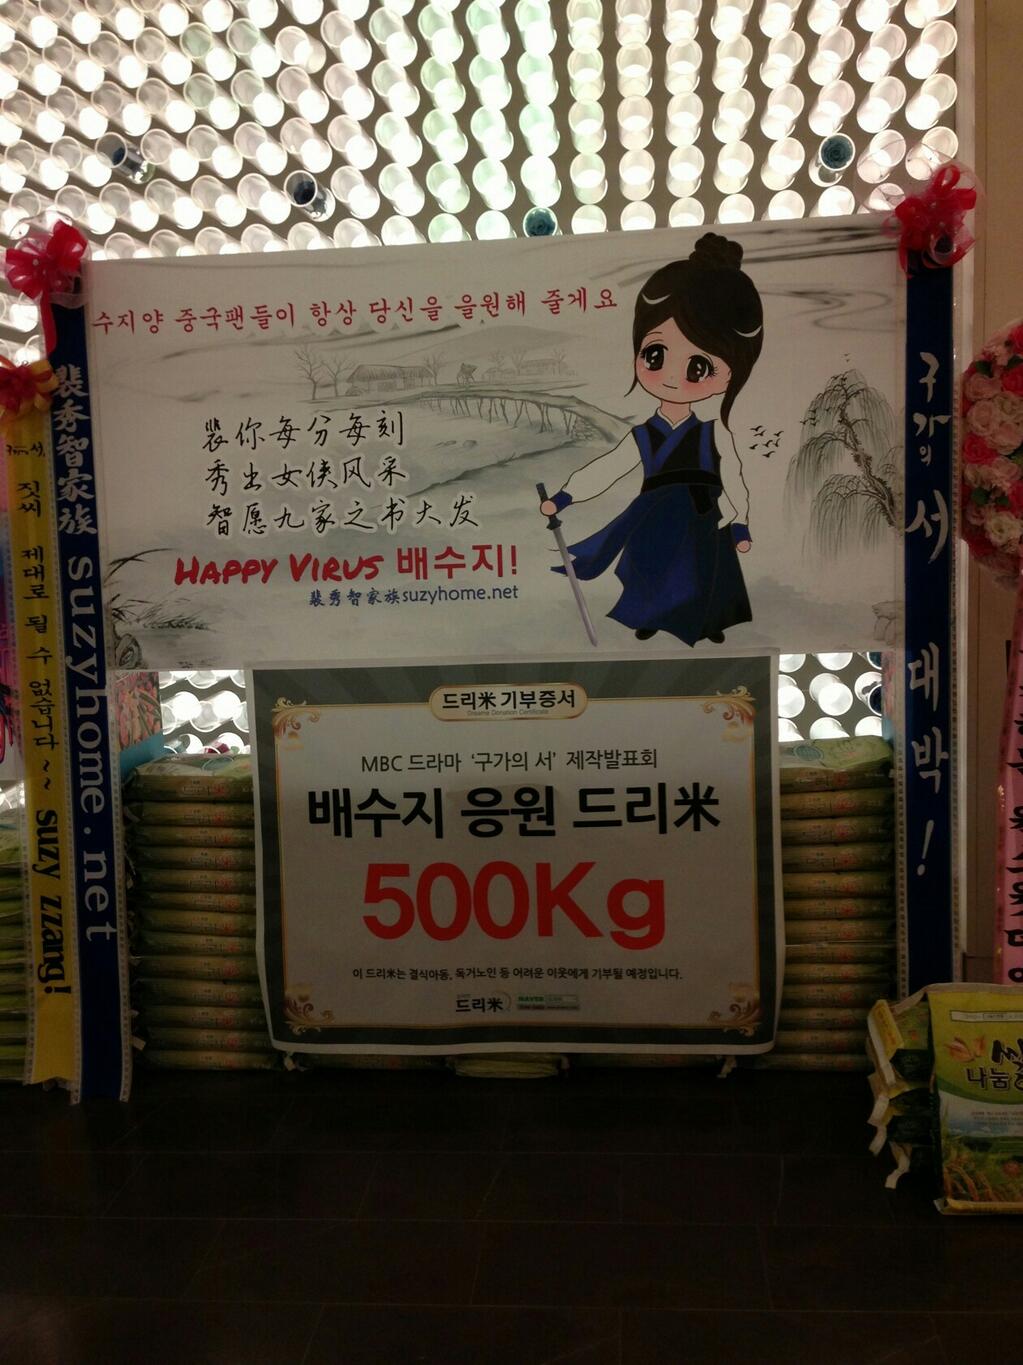 수지양 중국팬들이 항상 당신을 을원해 줄게요
裴你每分每刻
秀出女侠风采
智愿九家之书大发
HAPPY VIRUS 배수지!
裴秀智家族suzyhome.net
裴秀智家族 suzyhome.net
구가의 서 대박!
짓씨 제대로 될 수 없습니다~~ suzy zzang!
드리米 기부증서
Dreame Donation Certificate
MBC 드라마 '구가의 서' 제작발표회
배수지 응원 드리米
500Kg
이 드리米는 결식아동, 독거노인 등 어려운 이웃에게 기부될 예정입니다.
드리米
NAVER
나눔